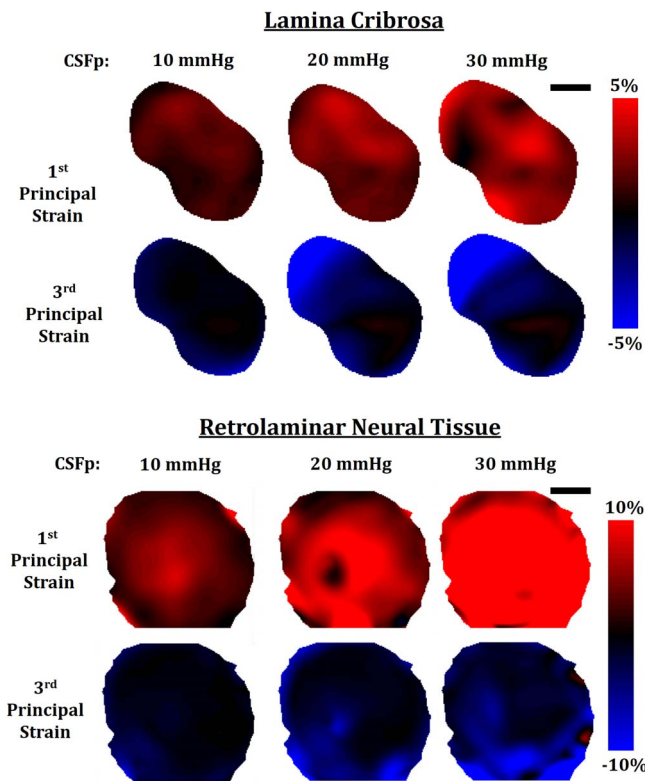 Lamina Cribrosa
CSFp: 10 mmHg 20 mmHg 30 mmHg
5%
1st
Principal
Strain
3rd
Principal
Strain
-5%
Retrolaminar Neural Tissue
CSFp: 10 mmHg 20 mmHg 30 mmHg
10%
1st
Principal
Strain
3rd
Principal
Strain
-10%